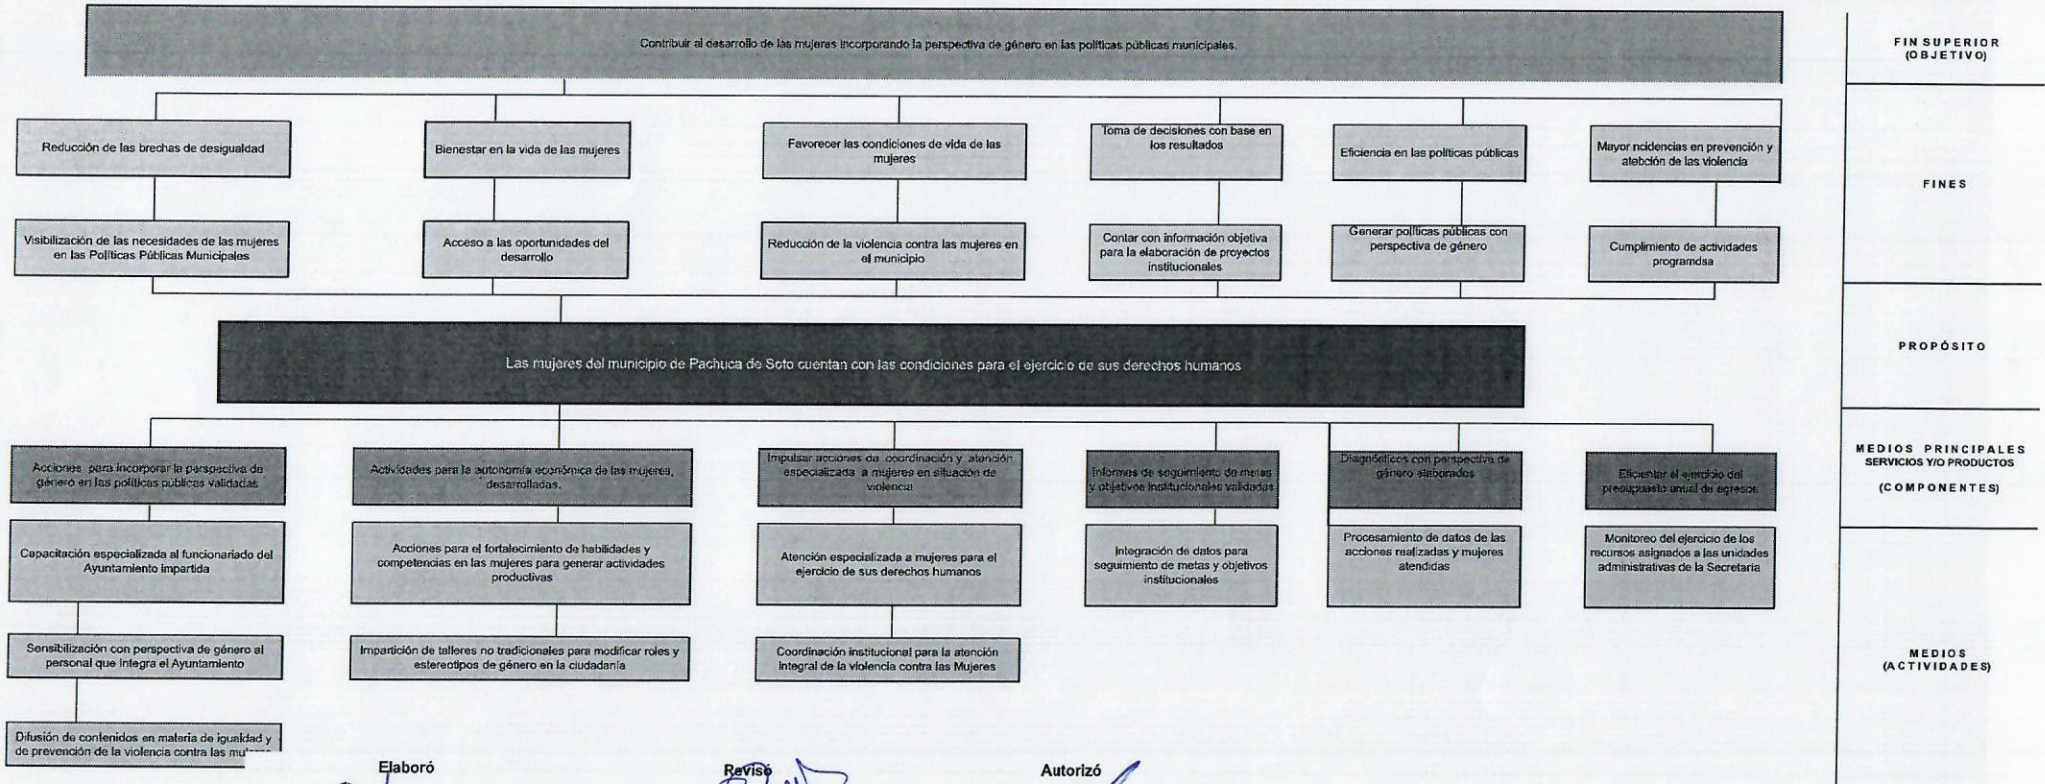 Contribuir al desarrollo de las mujeres incorporando la perspectiva de género en las políticas públicas municipales.
FIN SUPERIOR
(OBJETIVO)
Reducción de las brechas de desigualdad
Bienestar en la vida de las mujeres
Favorecer las condiciones de vida de las
mujeres
Toma de decisiones con base en
los resultados
Eficiencia en las políticas públicas
Mayor ncidencias en prevención y
atebción de las violencia
FINES
Visibilización de las necesidades de las mujeres
en las Políticas Públicas Municipales
Acceso a las oportunidades del
desarrollo
Reducción de la violencia contra las mujeres en
el municipio
Contar con información objetiva
para la elaboración de proyectos
institucionales
Generar políticas públicas con
perspectiva de género
Cumplimiento de actividades
programdsa
Las mujeres del municipio de Pachuca de Soto cuentan con las condiciones para el ejercicio de sus derechos humanos
PROPÓSITO
Acciones para incorporar la perspectiva de
género en las políticas públicas validadas
Actividades para la autonomía económica de las mujeres,
desarrolladas.
Impulsar acciones de coordinación y atención
especializada a mujeres en situación de
violencia
Informes de seguimiento de metas
y objetivos institucionales validados
Diagnósticos con perspectiva de
género elaborados
Eficientar el ejercicio del
presupuesto anual de egresos
MEDIOS PRINCIPALES
SERVICIOS Y/O PRODUCTOS
(COMPONENTES)
Capacitación especializada al funcionariado del
Ayuntamiento impartida
Acciones para el fortalecimiento de habilidades y
competencias en las mujeres para generar actividades
productivas
Atención especializada a mujeres para el
ejercicio de sus derechos humanos
Integración de datos para
seguimiento de metas y objetivos
institucionales
Procesamiento de datos de las
acciones realizadas y mujeres
atendidas
Monitoreo del ejercicio de los
recursos asignados a las unidades
administrativas de la Secretaría
Sensibilización con perspectiva de género al
personal que integra el Ayuntamiento
Impartición de talleres no tradicionales para modificar roles y
estereotipos de género en la ciudadanía
Coordinación institucional para la atención
integral de la violencia contra las Mujeres
MEDIOS
(ACTIVIDADES)
Difusión de contenidos en materia de igualdad y
de prevención de la violencia contra las
Elaboró
Revisó
Autorizó